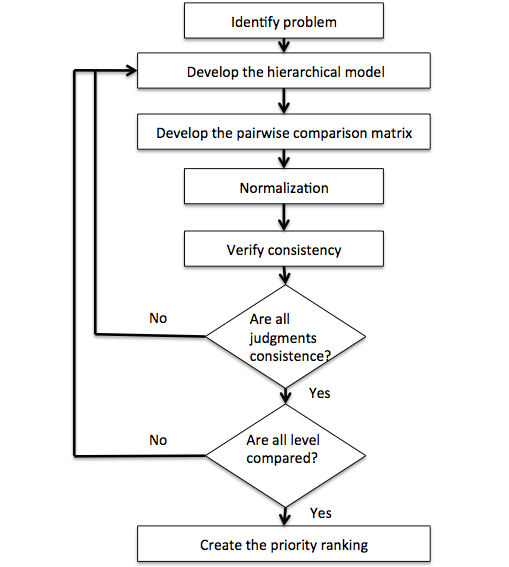 Identify problem
Develop the hierarchical model
Develop the pairwise comparison matrix
Normalization
Verify consistency
No
Are all
judgments
consistence?
Yes
No
Are all level
compared?
Yes
Create the priority ranking